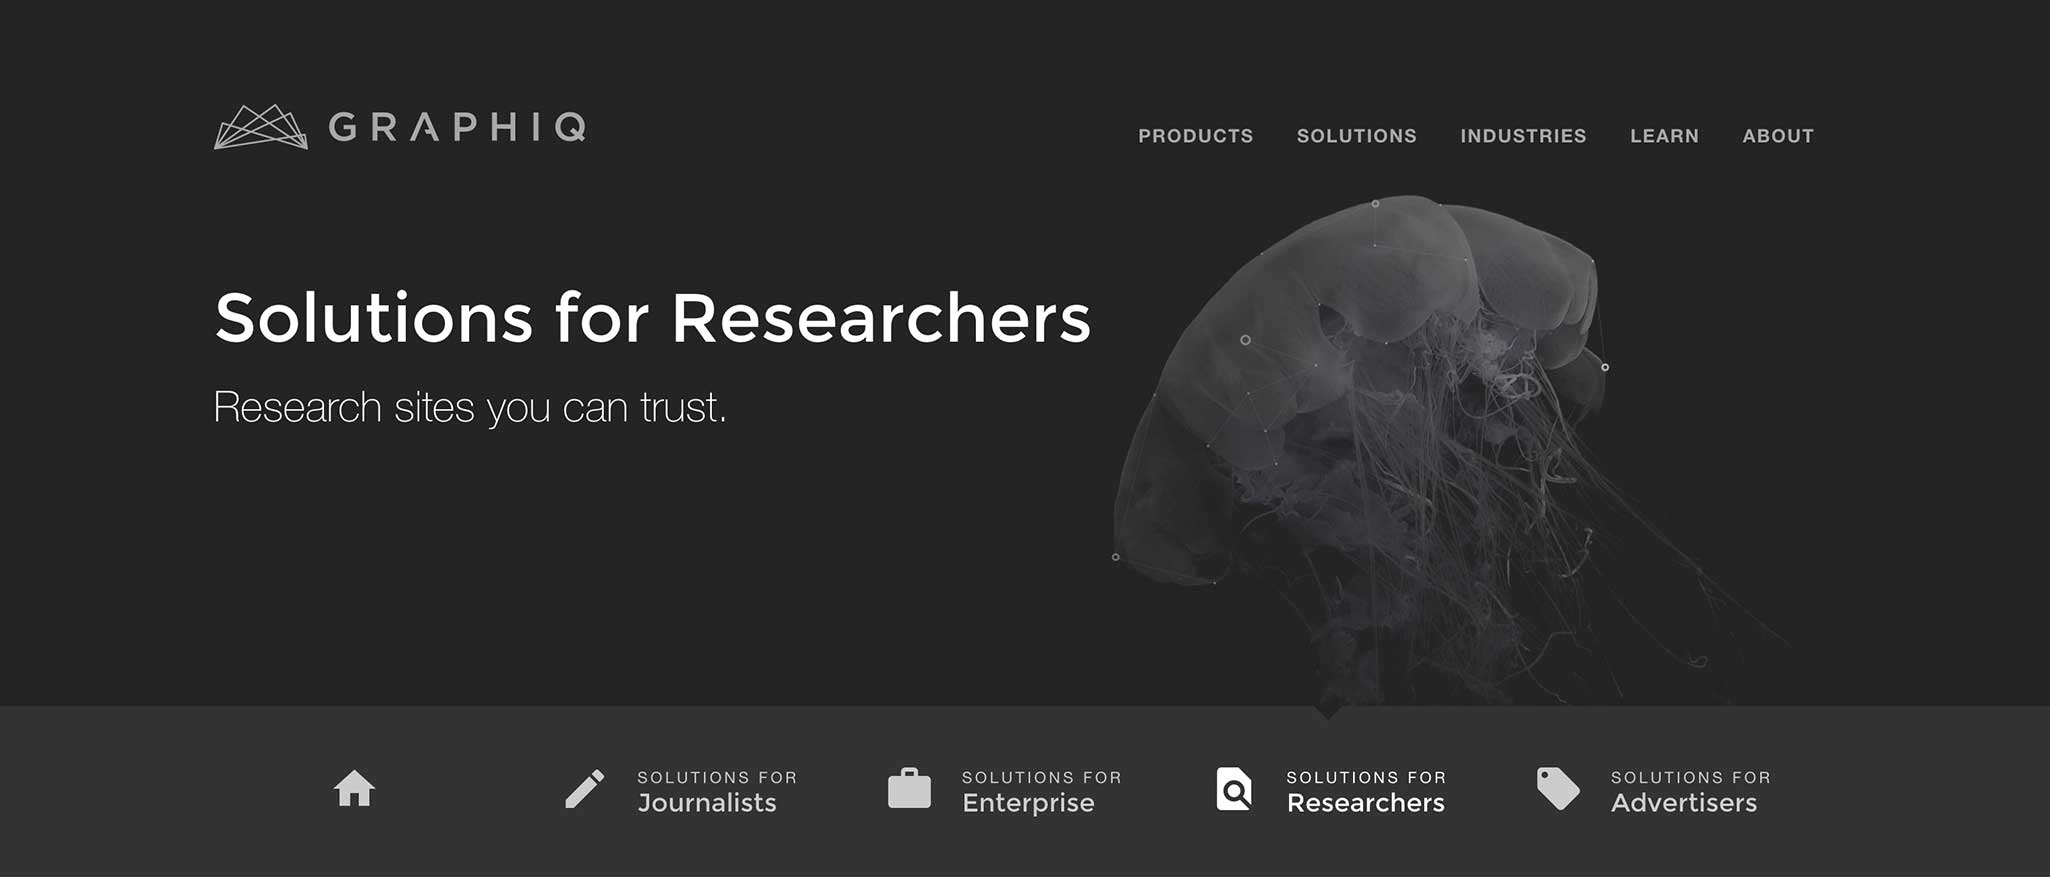 GRAPHIQ
PRODUCTS SOLUTIONS INDUSTRIES LEARN ABOUT
Solutions for Researchers
Research sites you can trust.
SOLUTIONS FOR
Journalists
SOLUTIONS FOR
Enterprise
SOLUTIONS FOR
Researchers
SOLUTIONS FOR
Advertisers